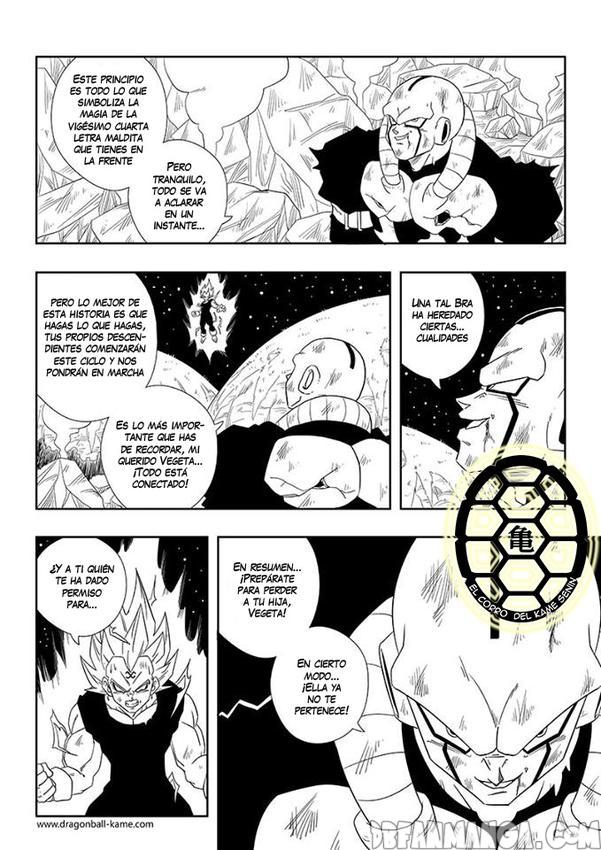 ESTE PRINCIPIO
ES TODO LO QUE
SIMBOLIZA LA
MAGIA DE LA
VIGÉSIMO CUARTA
LETRA MALDITA
QUE TIENES EN
LA FRENTE
PERO
TRANQUILO,
TODO SE VA
A ACLARAR
EN UN
INSTANTE...
PERO LO MEJOR DE
ESTA HISTORIA ES QUE
HAGAS LO QUE HAGAS,
TUS PROPIOS DESCEN-
DIENTES COMENZARÁN
ESTE CICLO Y NOS
PONDRÁN EN MARCHA
ES LO MÁS IMPOR-
TANTE QUE HAS
DE RECORDAR, MI
QUERIDO VEGETA...
¡TODO ESTÁ
CONECTADO!
UNA TAL BRA
HA HEREDADO
CIERTAS...
CUALIDADES
¿Y A TI QUIÉN
TE HA DADO
PERMISO
PARA...
EN RESUMEN...
¡PREPÁRATE
PARA PERDER
A TU HIJA,
VEGETA!
EN CIERTO
MODO...
¡ELLA YA
NO TE
PERTENECE!
亀
EL CORRO DEL KAME SENIN
www.dragonball-kame.com
DBFANMANGA.COM